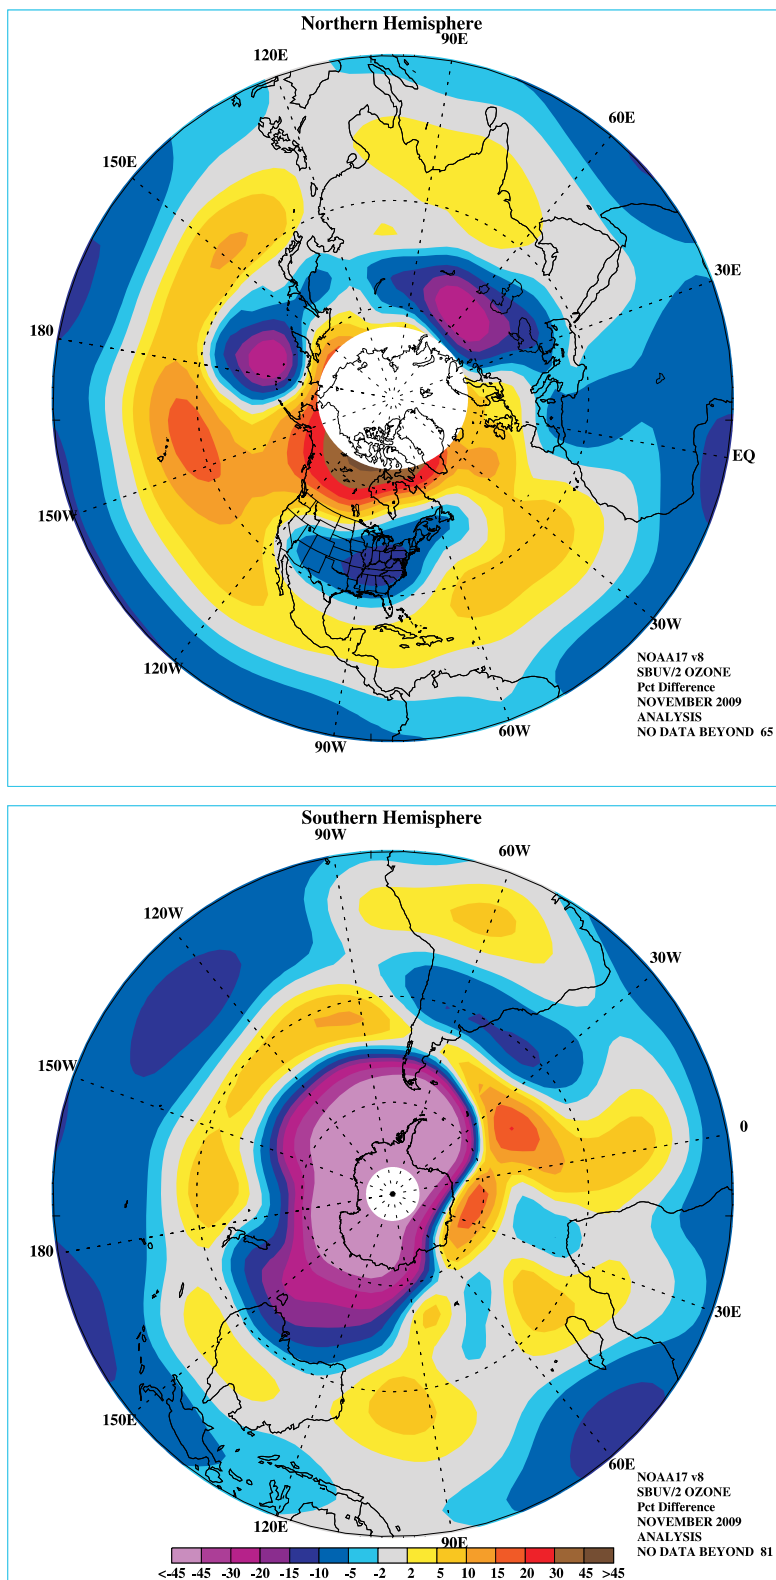 Northern Hemisphere
90E
120E
60E
150E
30E
180
EQ
150W
30W
120W
60W
90W
NOAA17 v8
SBUV/2 OZONE
Pct Difference
NOVEMBER 2009
ANALYSIS
NO DATA BEYOND 65
Southern Hemisphere
90W
60W
120W
30W
150W
0
180
30E
150E
60E
120E
90E
NOAA17 v8
SBUV/2 OZONE
Pct Difference
NOVEMBER 2009
ANALYSIS
NO DATA BEYOND 81
<-45 -45 -30 -20 -15 -10 -5 -2 2 5 10 15 20 30 45 >45